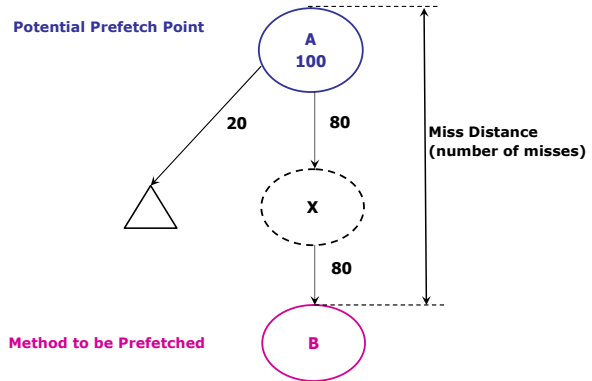 Potential Prefetch Point
A
100
20
80
Miss Distance
(number of misses)
X
80
Method to be Prefetched
B